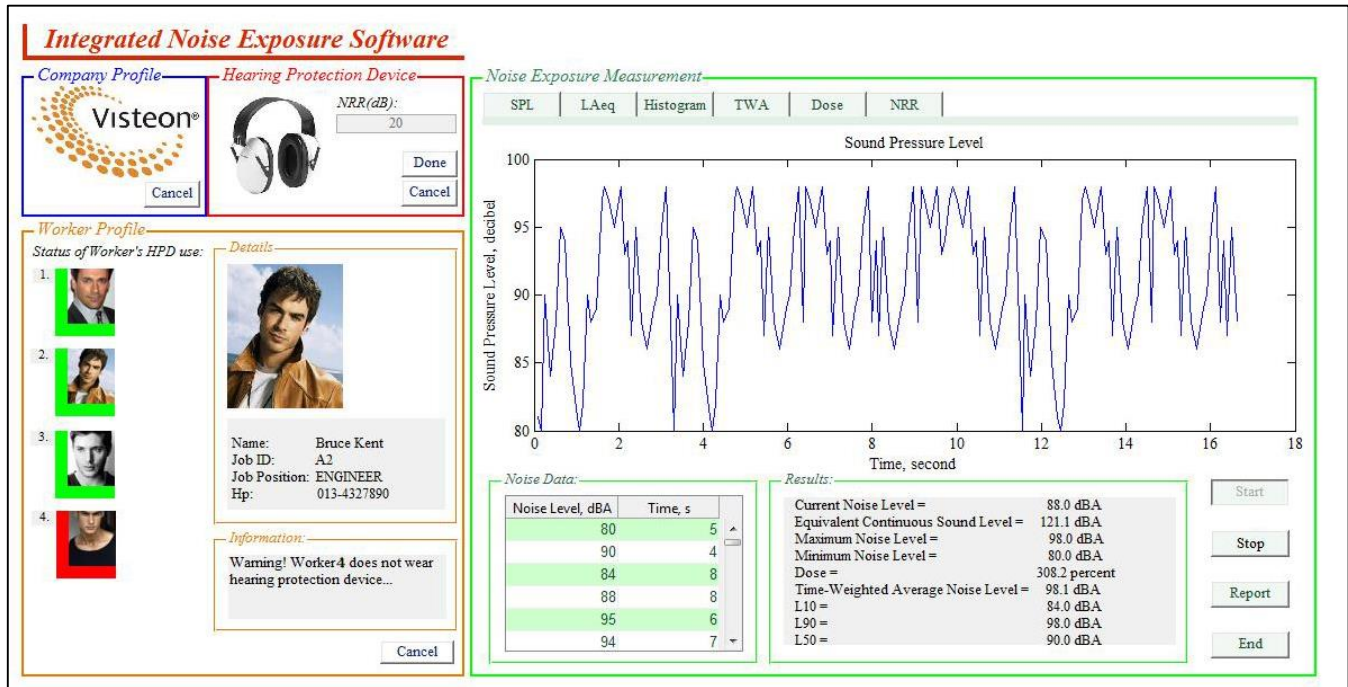 Integrated Noise Exposure Software
Company Profile
Visteon®
Cancel
Hearing Protection Device
NRR(dB):
20
Done
Cancel
Worker Profile
Status of Worker's HPD use:
1.
2.
3.
4.
Details
Name: Bruce Kent
Job ID: A2
Job Position: ENGINEER
Hp: 013-4327890
Information:
Warning! Worker4 does not wear
hearing protection device...
Cancel
Noise Exposure Measurement
SPL LAeq Histogram TWA Dose NRR
Sound Pressure Level
Sound Pressure Level, decibel
100
95
90
85
80
0 2 4 6 8 10 12 14 16 18
Time, second
Noise Data:
Noise Level, dBA Time, s
80 5
90 4
84 8
88 8
95 6
94 7
Results:
Current Noise Level = 88.0 dBA
Equivalent Continuous Sound Level = 121.1 dBA
Maximum Noise Level = 98.0 dBA
Minimum Noise Level = 80.0 dBA
Dose = 308.2 percent
Time-Weighted Average Noise Level = 98.1 dBA
L10 = 84.0 dBA
L90 = 98.0 dBA
L50 = 90.0 dBA
Start
Stop
Report
End